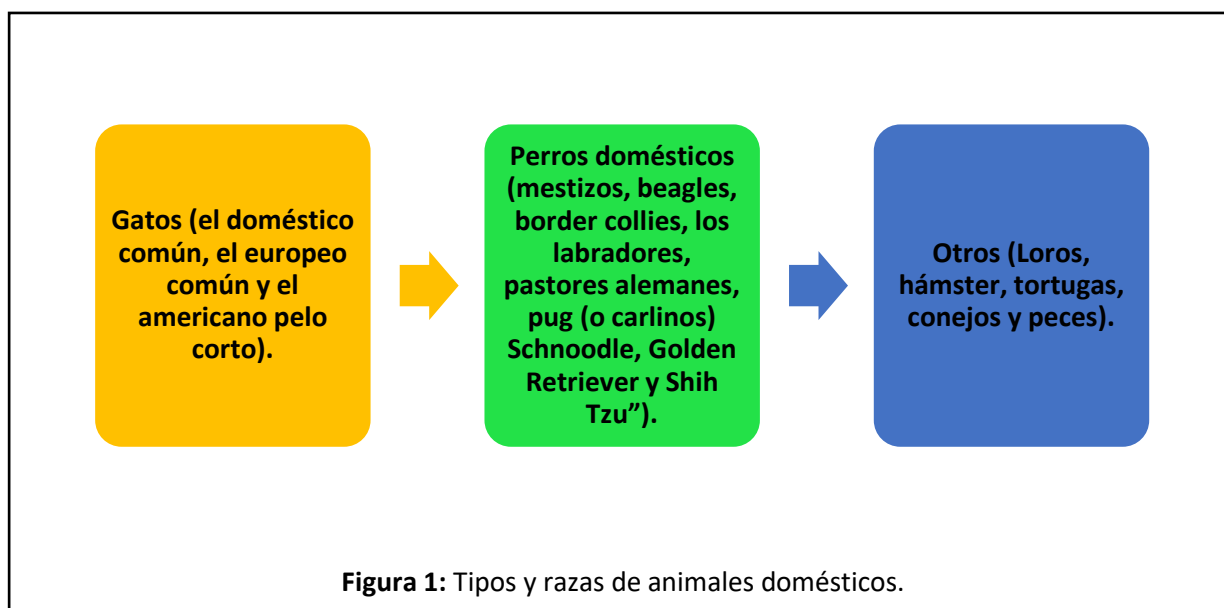 Gatos (el doméstico
común, el europeo
común y el
americano pelo
corto).
Perros domésticos
(mestizos, beagles,
border collies, los
labradores,
pastores alemanes,
pug (o carlinos)
Schnoodle, Golden
Retriever y Shih
Tzu”).
Otros (Loros,
hámster, tortugas,
conejos y peces).
Figura 1: Tipos y razas de animales domésticos.